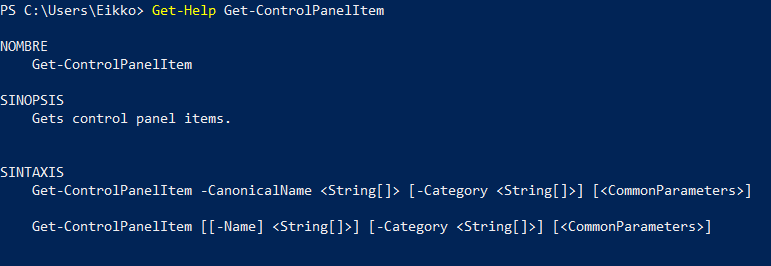 PS C:\Users\Eikko> Get-Help Get-ControlPanelItem
NOMBRE
Get-ControlPanelItem
SINOPSIS
Gets control panel items.
SINTAXIS
Get-ControlPanelItem -CanonicalName <String[]> [-Category <String[]>] [<CommonParameters>]
Get-ControlPanelItem [[-Name] <String[]>] [-Category <String[]>] [<CommonParameters>]